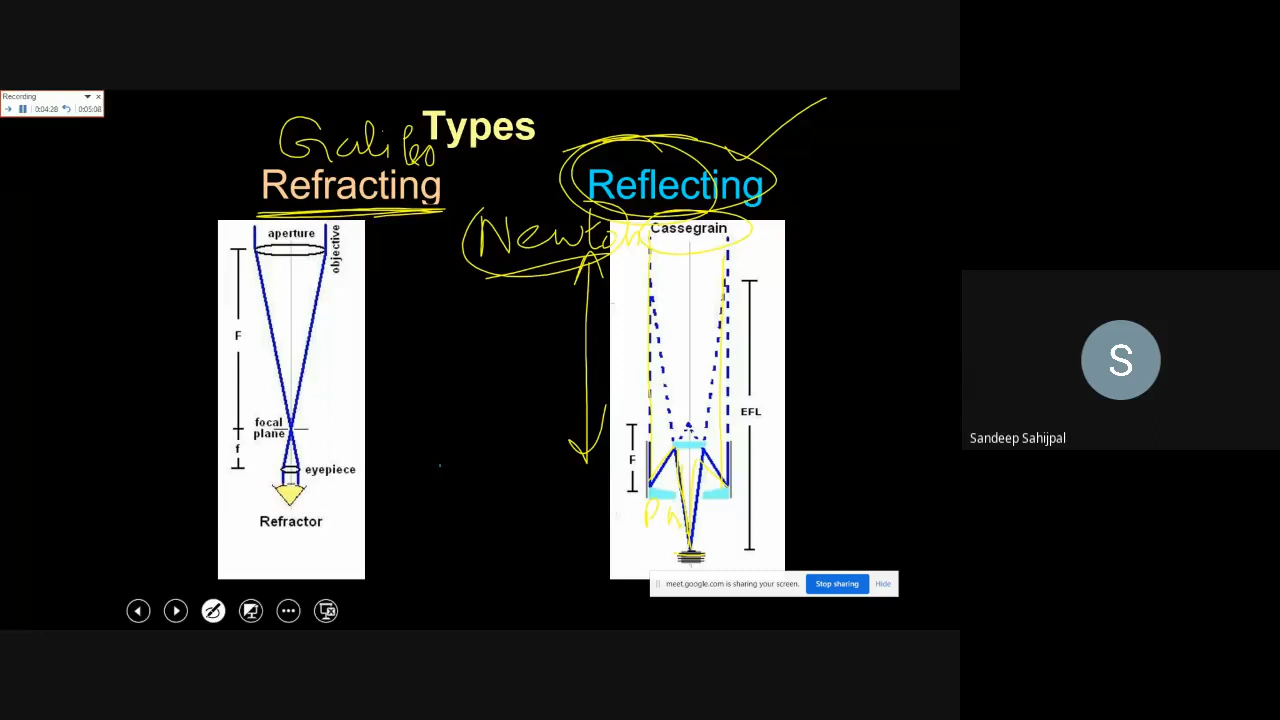 Recording
0:04:28 0:05:08
Types
Galileo
Refracting
Reflecting
Newton
aperture
objective
F
focal
plane
f
eyepiece
Refractor
Cassegrain
EFL
F
meet.google.com is sharing your screen.
Stop sharing
Hide
S
Sandeep Sahijpal